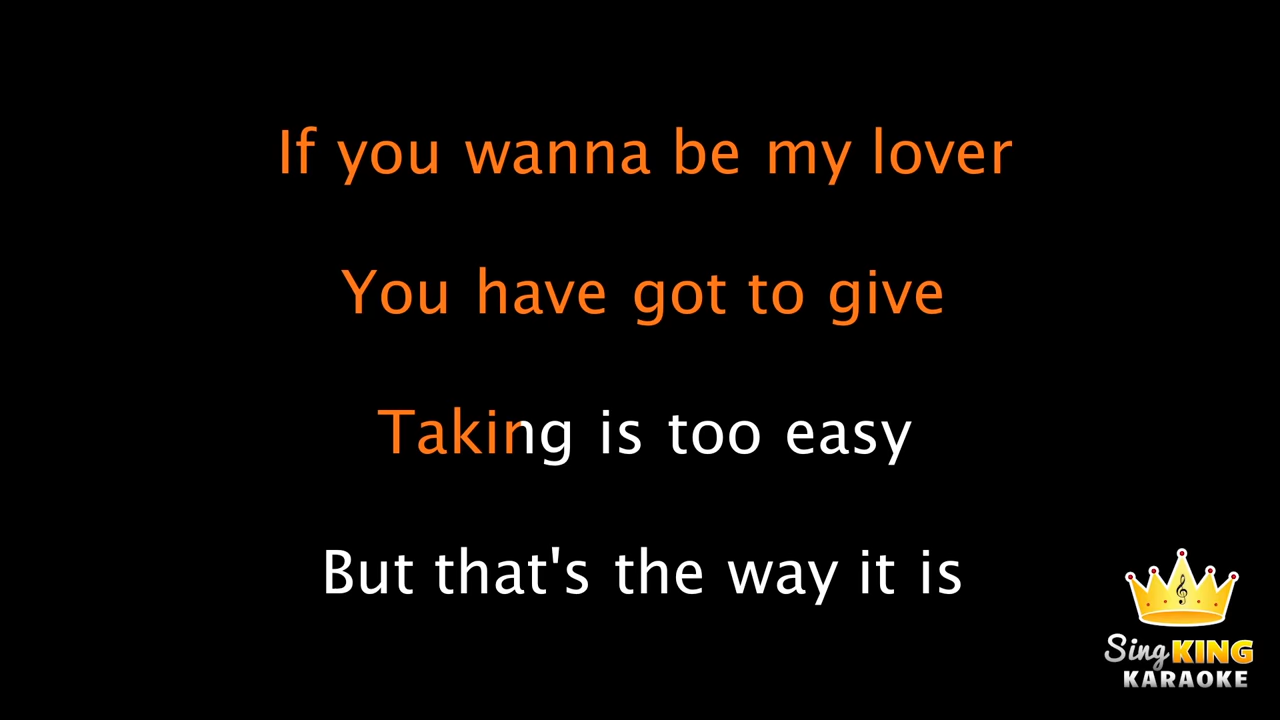 If you wanna be my lover
You have got to give
Taking is too easy
But that's the way it is
Sing KING
KARAOKE